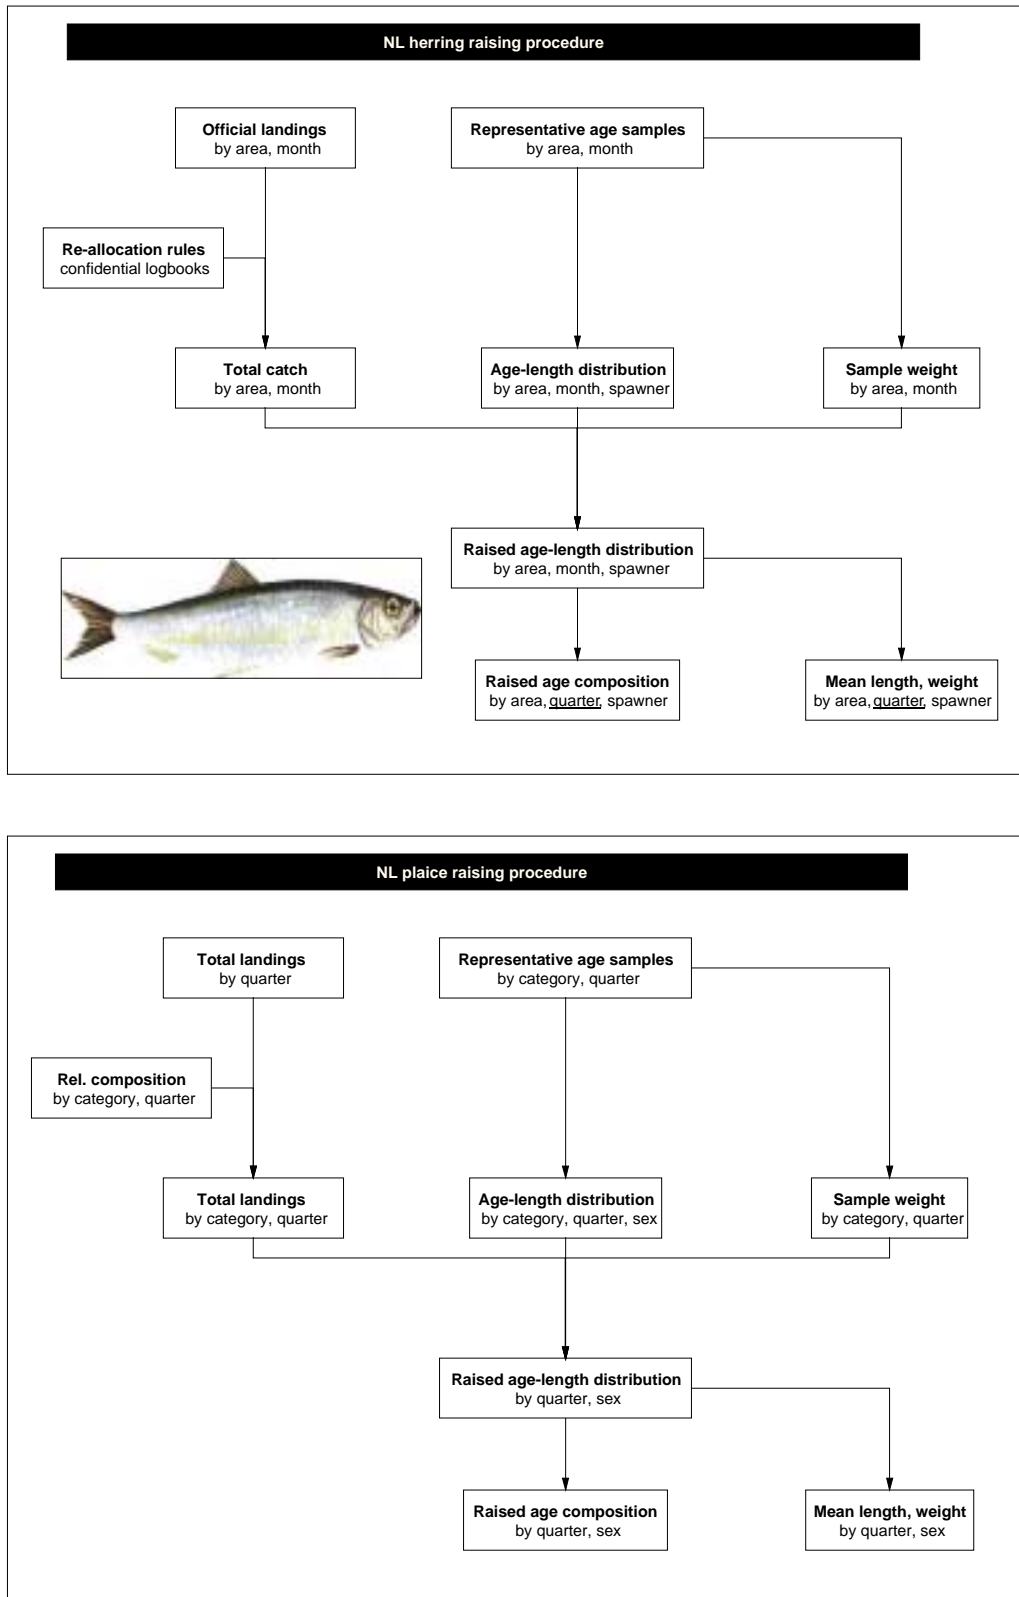 NL herring raising procedure
Official landings
by area, month
Representative age samples
by area, month
Re-allocation rules
confidential logbooks
Total catch
by area, month
Age-length distribution
by area, month, spawner
Sample weight
by area, month
Raised age-length distribution
by area, month, spawner
Raised age composition
by area, quarter, spawner
Mean length, weight
by area, quarter, spawner
NL plaice raising procedure
Total landings
by quarter
Representative age samples
by category, quarter
Rel. composition
by category, quarter
Total landings
by category, quarter
Age-length distribution
by category, quarter, sex
Sample weight
by category, quarter
Raised age-length distribution
by quarter, sex
Raised age composition
by quarter, sex
Mean length, weight
by quarter, sex